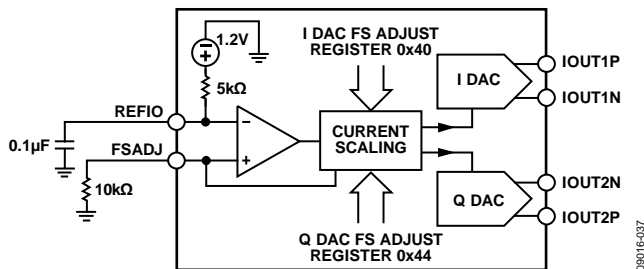 1.2V
I DAC FS ADJUST
REGISTER 0x40
5kΩ
REFIO
0.1µF
FSADJ
10kΩ
–
+
CURRENT
SCALING
I DAC
IOUT1P
IOUT1N
Q DAC
IOUT2N
IOUT2P
Q DAC FS ADJUST
REGISTER 0x44
09016-037